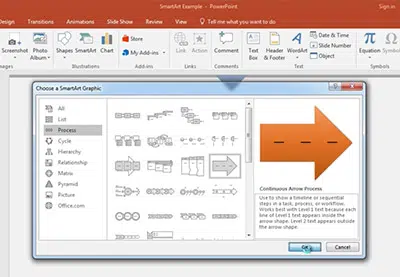 SmartArt Example - PowerPoint
Sign in
Transitions Animations Slide Show Review View Tell me what you want to do
Screenshot
Photo Album
Shapes
SmartArt
Chart
Store
My Add-ins
Link
Action
Comment
Text Box
Header & Footer
WordArt
Date & Time
Slide Number
Object
Equation
Symbol
Illustrations
Add-ins
Links
Comments
Text
Symbols
Choose a SmartArt Graphic
All
List
Process
Cycle
Hierarchy
Relationship
Matrix
Pyramid
Picture
Office.com
Continuous Arrow Process
Use to show a timeline or sequential
steps in a task, process, or workflow.
Works best with Level 1 text because each
line of Level 1 text appears inside the
arrow shape. Level 2 text appears outside
the arrow shape.
OK
Cancel